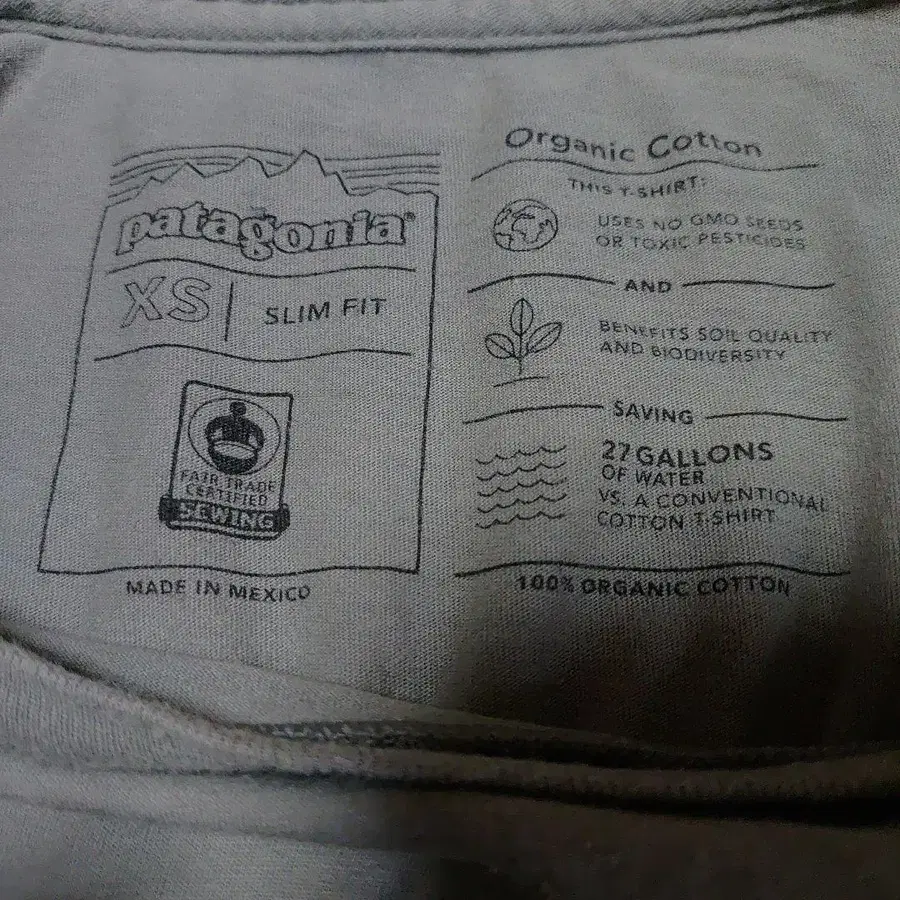 patagonia®
XS
SLIM FIT
FAIR TRADE
CERTIFIED
SEWING
MADE IN MEXICO
Organic Cotton
THIS T-SHIRT:
USES NO GMO SEEDS
OR TOXIC PESTICIDES
AND
BENEFITS SOIL QUALITY
AND BIODIVERSITY
SAVING
27 GALLONS
OF WATER
VS. A CONVENTIONAL
COTTON T-SHIRT
100% ORGANIC COTTON